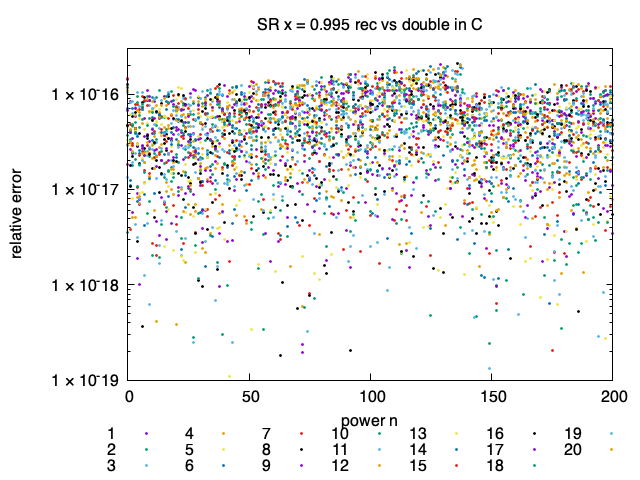 SR x = 0.995 rec vs double in C
relative error
1 × 10-16
1 × 10-17
1 × 10-18
1 × 10-19
0 50 100 150 200
power n
1 4 7 10 13 16 19
2 5 8 11 14 17 20
3 6 9 12 15 18